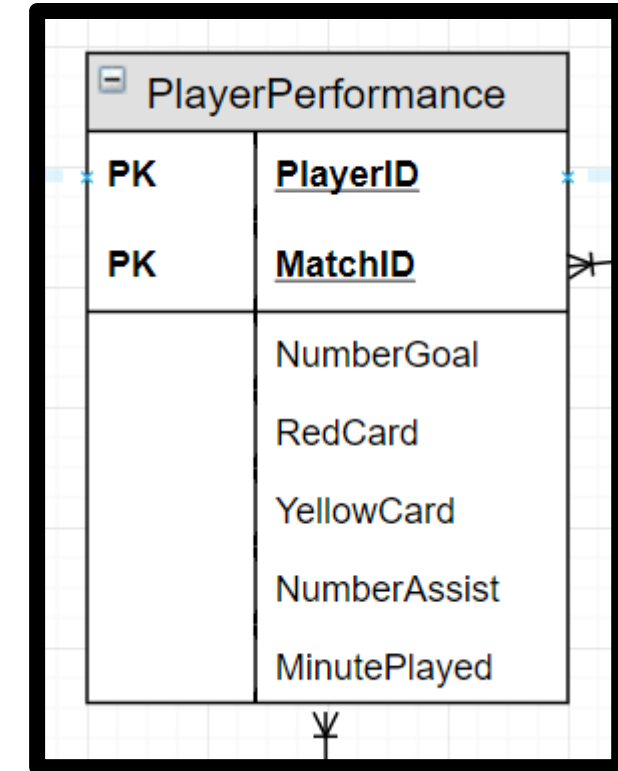 PlayerPerformance
PK PlayerID
PK MatchID
NumberGoal
RedCard
YellowCard
NumberAssist
MinutePlayed